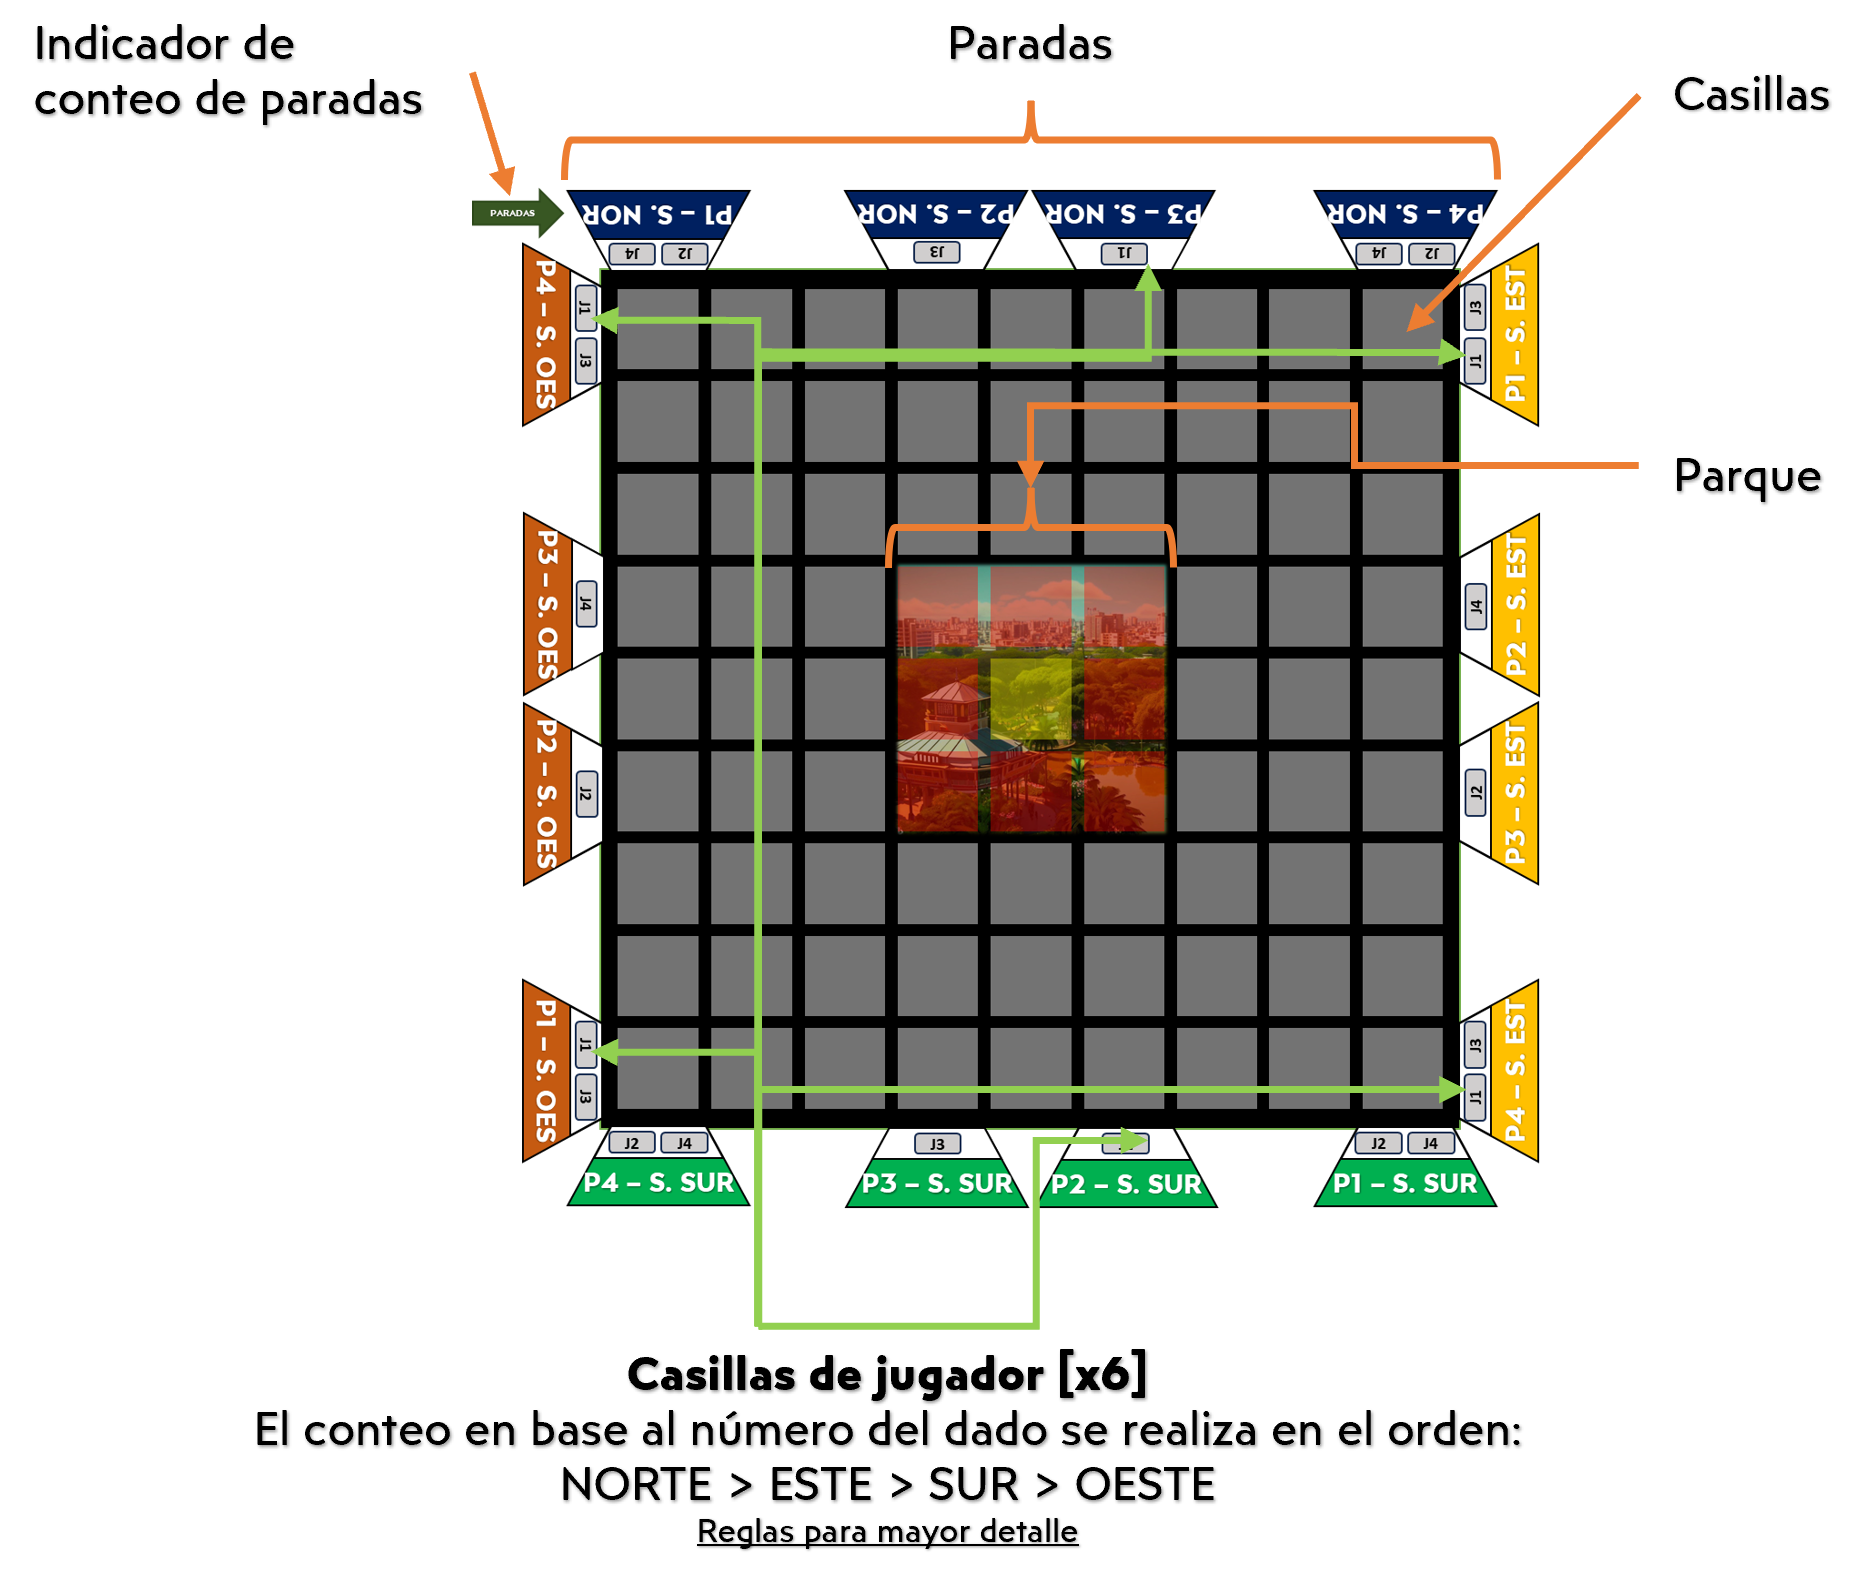 Indicador de
conteo de paradas
Paradas
Casillas
PARADAS
P1 – S. NOR
P2 – S. NOR
P3 – S. NOR
P4 – S. NOR
J4 J2
J3
J1
J4 J2
P4 – S. OES
J1
J3
J3
J1
P1 – S. EST
Parque
P3 – S. OES
J4
J4
P2 – S. EST
P2 – S. OES
J2
J2
P3 – S. EST
P1 – S. OES
J1
J3
J3
J1
P4 – S. EST
J2 J4
J3
J2 J4
P4 – S. SUR
P3 – S. SUR
P2 – S. SUR
P1 – S. SUR
Casillas de jugador [x6]
El conteo en base al número del dado se realiza en el orden:
NORTE > ESTE > SUR > OESTE
Reglas para mayor detalle